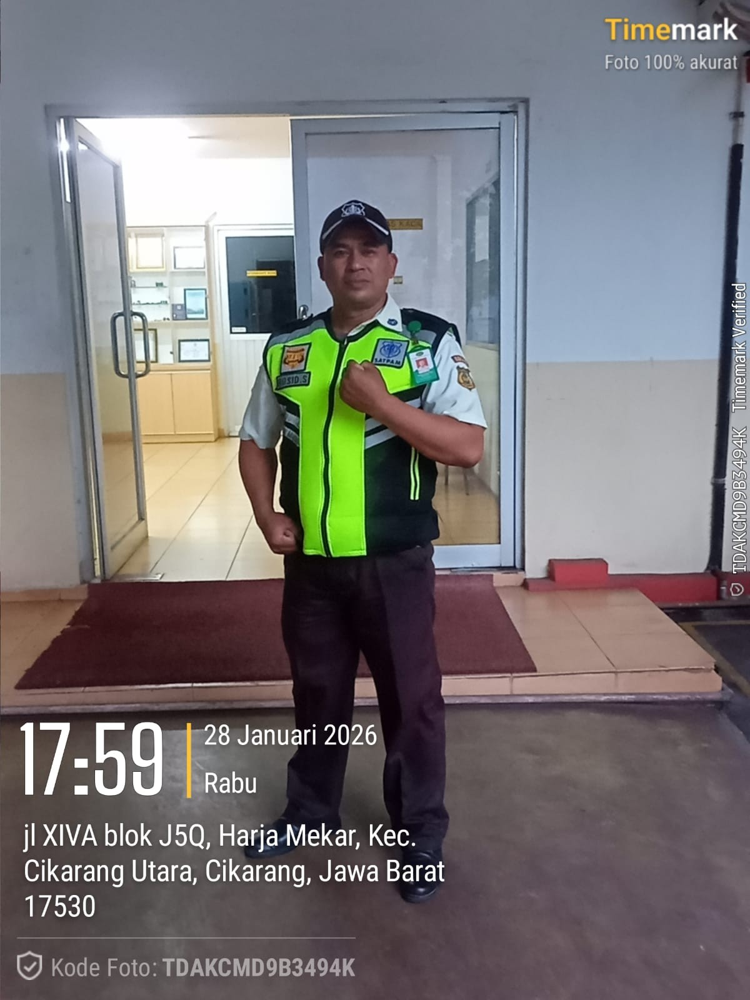 Timemark
Foto 100% akurat
SATPAM
17:59
28 Januari 2026
Rabu
jl XIVA blok J5Q, Harja Mekar, Kec.
Cikarang Utara, Cikarang, Jawa Barat
17530
Kode Foto: TDAKCMD9B3494K
TDAKCMD9B3494K Timemark Verified